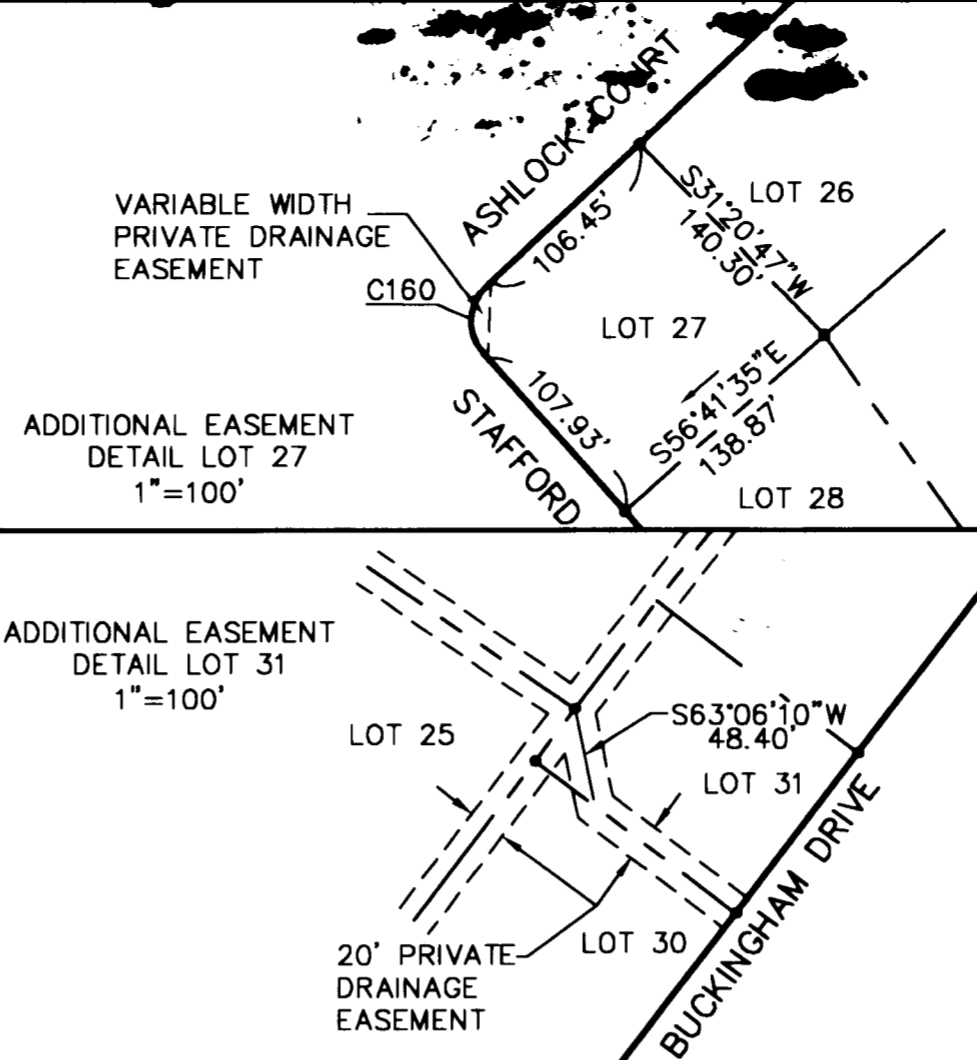 ASHLOCK COURT
VARIABLE WIDTH
PRIVATE DRAINAGE
EASEMENT
C160
106.45'
S31°20'47"W
140.30'
LOT 26
LOT 27
107.93'
STAFFORD
S56°41'35"E
138.87'
LOT 28
ADDITIONAL EASEMENT
DETAIL LOT 27
1"=100'
ADDITIONAL EASEMENT
DETAIL LOT 31
1"=100'
LOT 25
S63°06'10"W
48.40'
LOT 31
LOT 30
20' PRIVATE
DRAINAGE
EASEMENT
BUCKINGHAM DRIVE